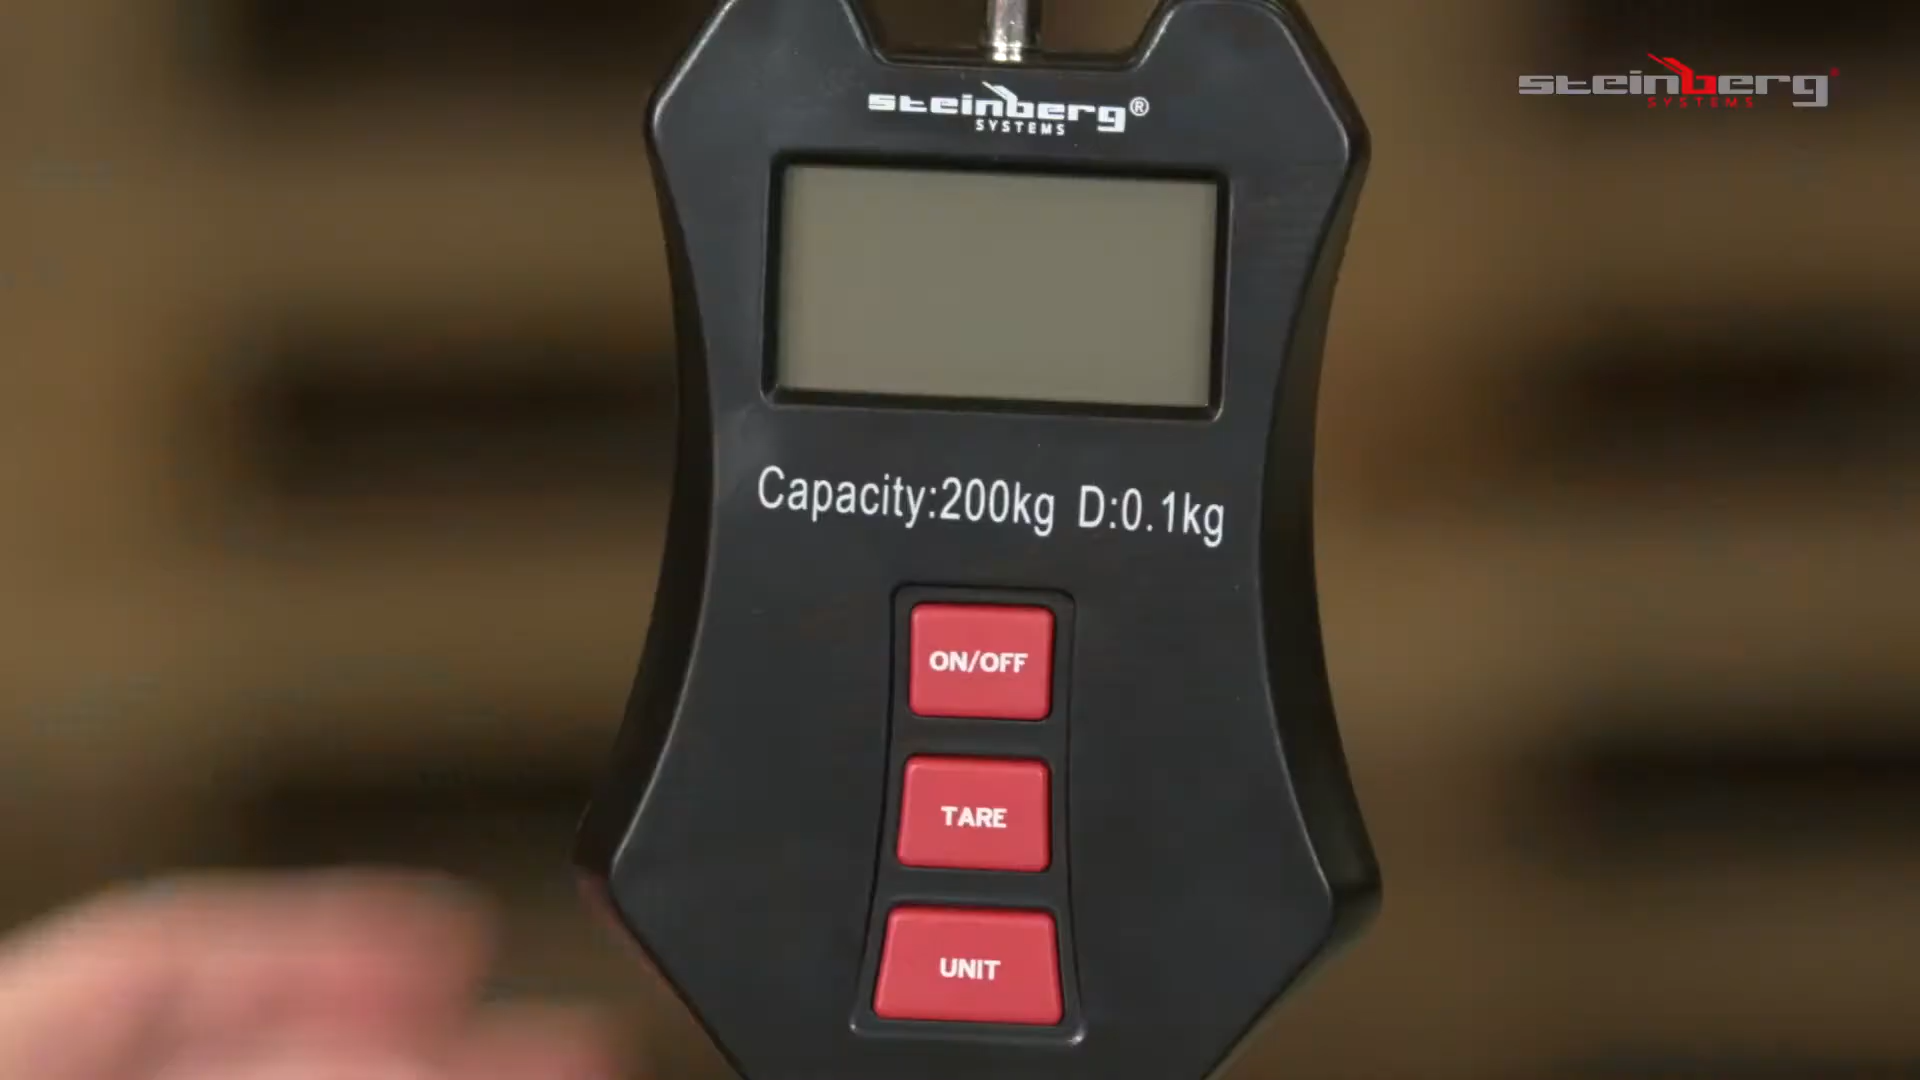 steinberg®
SYSTEMS
steinberg
SYSTEMS
Capacity:200kg D:0.1kg
ON/OFF
TARE
UNIT